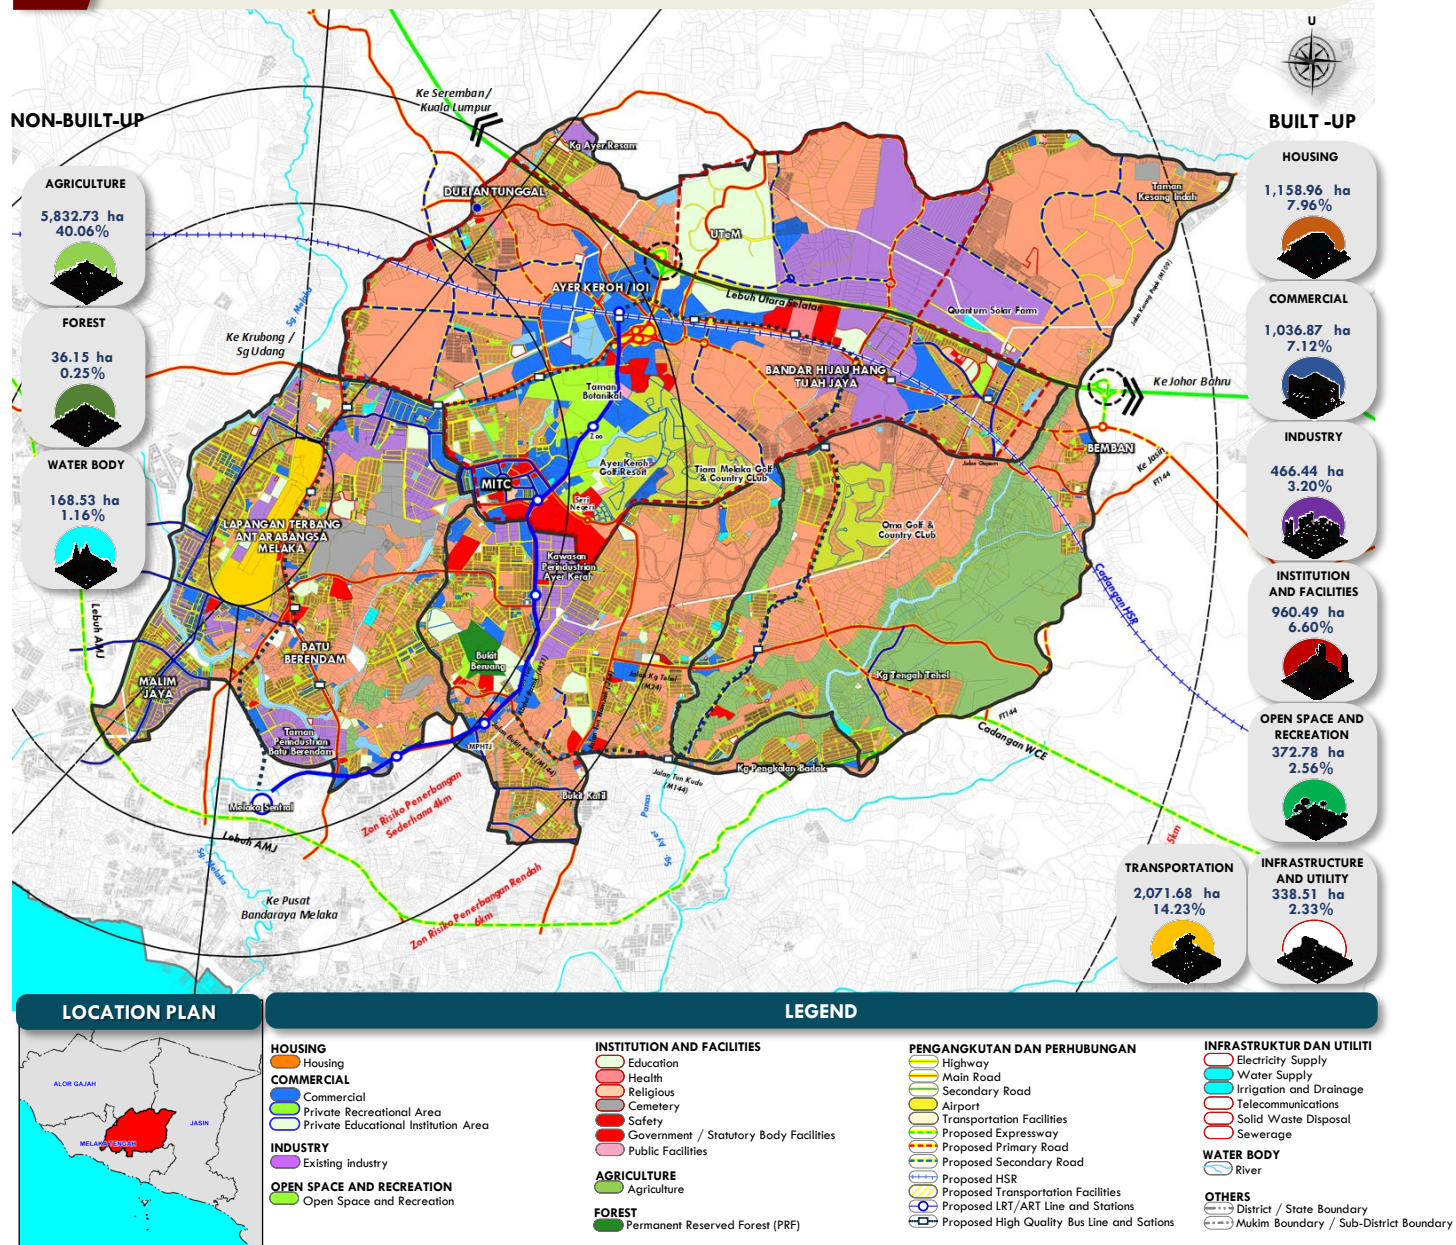 U
NON-BUILT-UP
AGRICULTURE
5,832.73 ha
40.06%
FOREST
36.15 ha
0.25%
WATER BODY
168.53 ha
1.16%
BUILT -UP
HOUSING
1,158.96 ha
7.96%
COMMERCIAL
1,036.87 ha
7.12%
INDUSTRY
466.44 ha
3.20%
INSTITUTION
AND FACILITIES
960.49 ha
6.60%
OPEN SPACE AND
RECREATION
372.78 ha
2.56%
TRANSPORTATION
2,071.68 ha
14.23%
INFRASTRUCTURE
AND UTILITY
338.51 ha
2.33%
Ke Seremban /
Kuala Lumpur
Kg Ayer Resam
DURIAN TUNGGAL
Taman
Kesang Indah
UTeM
Sg. Melaka
AYER KEROH / IOI
Lebuh Utara Selatan
Quantum Solar Farm
Ke Krubong /
Sg Udang
BANDAR HIJAU HANG
TUAH JAYA
Ke Johor Bahru
Taman
Botanikal
Zoo
BEMBAN
Ke Jasin
FT144
Ayer Keroh
Golf Resort
Tiara Melaka Golf
& Country CLub
MITC
Seri
Negeri
LAPANGAN TERBANG
ANTARABANGSA
MELAKA
Oma Golf &
Country CLub
Kawasan
Perindustrian
Ayer Keroh
Cadangan HSR
Lebuh AMJ
BATU
BERENDAM
Bukit
Beruang
MALIM
JAYA
Kg Tengah Tehel
FT144
Taman
Perindustrian
Batu Berendam
MPHTJ
Cadangan WCE
Kg Pengkalan Badak
Jalan Tun Kudu
(M144)
Melaka Sentral
Bukit Katil
Zon Risiko Penerbangan
Sederhana 4km
Lebuh AMJ
Sg. Melaka
Ke Pusat
Bandaraya Melaka
Zon Risiko Penerbangan Rendah
6km
5km
LOCATION PLAN
ALOR GAJAH
JASIN
MELAKA TENGAH
LEGEND
HOUSING
Housing
COMMERCIAL
Commercial
Private Recreational Area
Private Educational Institution Area
INDUSTRY
Existing industry
OPEN SPACE AND RECREATION
Open Space and Recreation
INSTITUTION AND FACILITIES
Education
Health
Religious
Cemetery
Safety
Government / Statutory Body Facilities
Public Facilities
AGRICULTURE
Agriculture
FOREST
Permanent Reserved Forest (PRF)
PENGANGKUTAN DAN PERHUBUNGAN
Highway
Main Road
Secondary Road
Airport
Transportation Facilities
Proposed Expressway
Proposed Primary Road
Proposed Secondary Road
Proposed HSR
Proposed Transportation Facilities
Proposed LRT/ART Line and Stations
Proposed High Quality Bus Line and Sations
INFRASTRUKTUR DAN UTILITI
Electricity Supply
Water Supply
Irrigation and Drainage
Telecommunications
Solid Waste Disposal
Sewerage
WATER BODY
River
OTHERS
District / State Boundary
Mukim Boundary / Sub-District Boundary